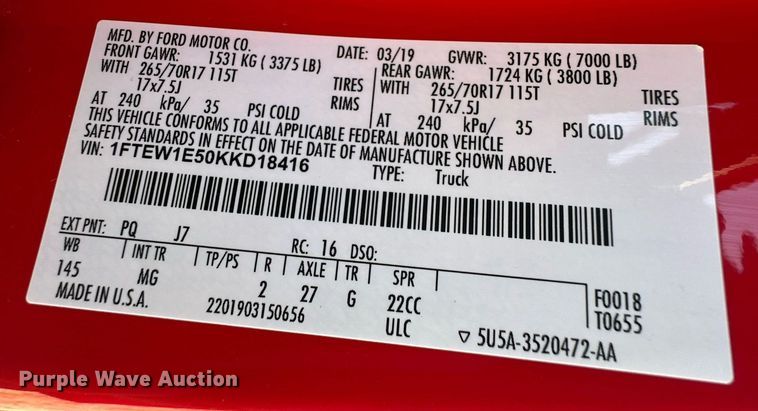 MFD. BY FORD MOTOR CO.
DATE: 03/19 GVWR: 3175 KG ( 7000 LB)
FRONT GAWR: 1531 KG ( 3375 LB) REAR GAWR: 1724 KG ( 3800 LB)
WITH 265/70R17 115T TIRES WITH 265/70R17 115T TIRES
17x7.5J RIMS 17x7.5J RIMS
AT 240 kPa/ 35 PSI COLD AT 240 kPa/ 35 PSI COLD
THIS VEHICLE CONFORMS TO ALL APPLICABLE FEDERAL MOTOR VEHICLE
SAFETY STANDARDS IN EFFECT ON THE DATE OF MANUFACTURE SHOWN ABOVE.
VIN: 1FTEW1E50KKD18416 TYPE: Truck
EXT PNT: PQ J7 RC: 16 DSO:
WB INT TR TP/PS R AXLE TR SPR
145 MG 2 27 G 22CC F0018
ULC T0655
MADE IN U.S.A. 2201903150656 ▽ 5U5A-3520472-AA
Purple Wave Auction